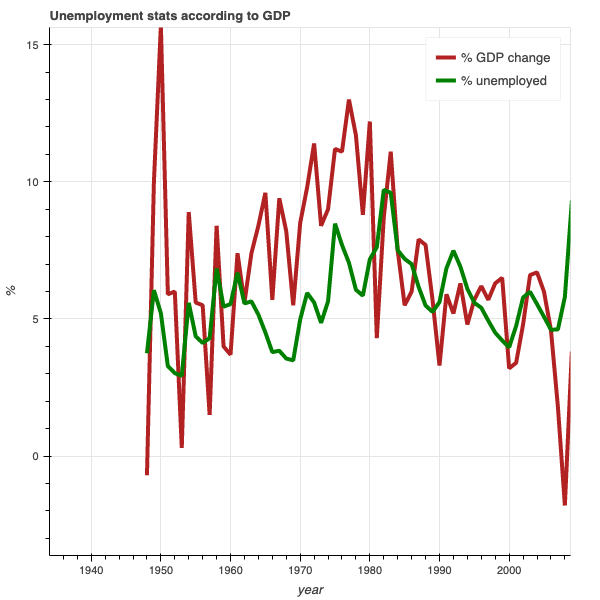 Unemployment stats according to GDP
% GDP change
% unemployed
15
10
5
0
%
1940 1950 1960 1970 1980 1990 2000
year